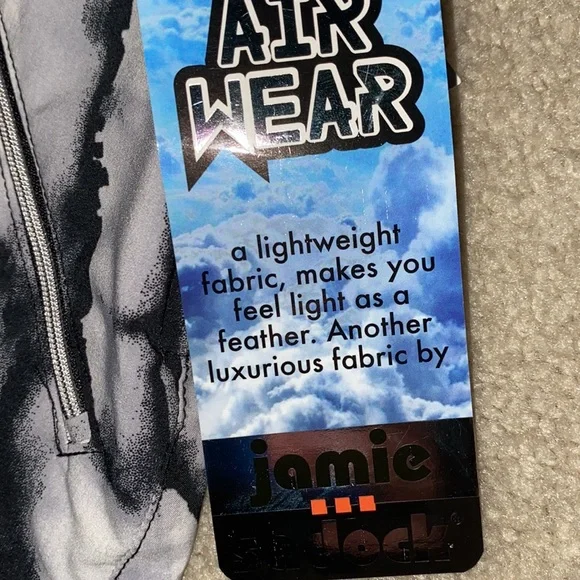 AIR
WEAR
a lightweight
fabric, makes you
feel light as a
feather. Another
luxurious fabric by
jamie